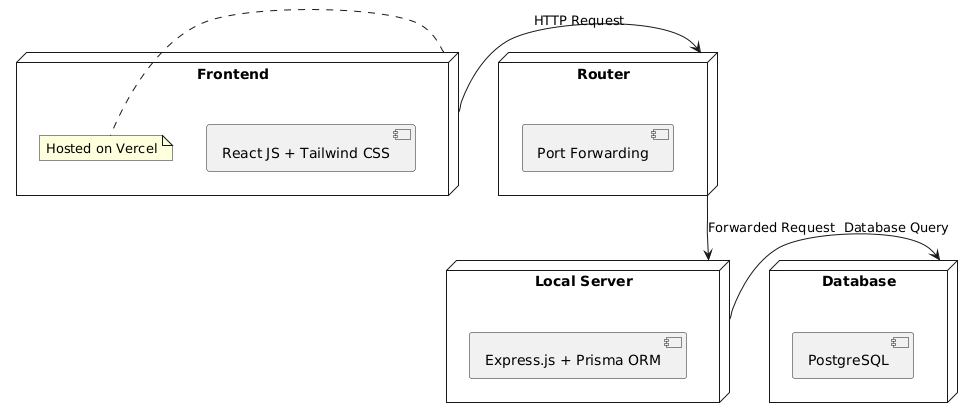 HTTP Request
Frontend
Router
Hosted on Vercel
React JS + Tailwind CSS
Port Forwarding
Forwarded Request
Database Query
Local Server
Database
Express.js + Prisma ORM
PostgreSQL